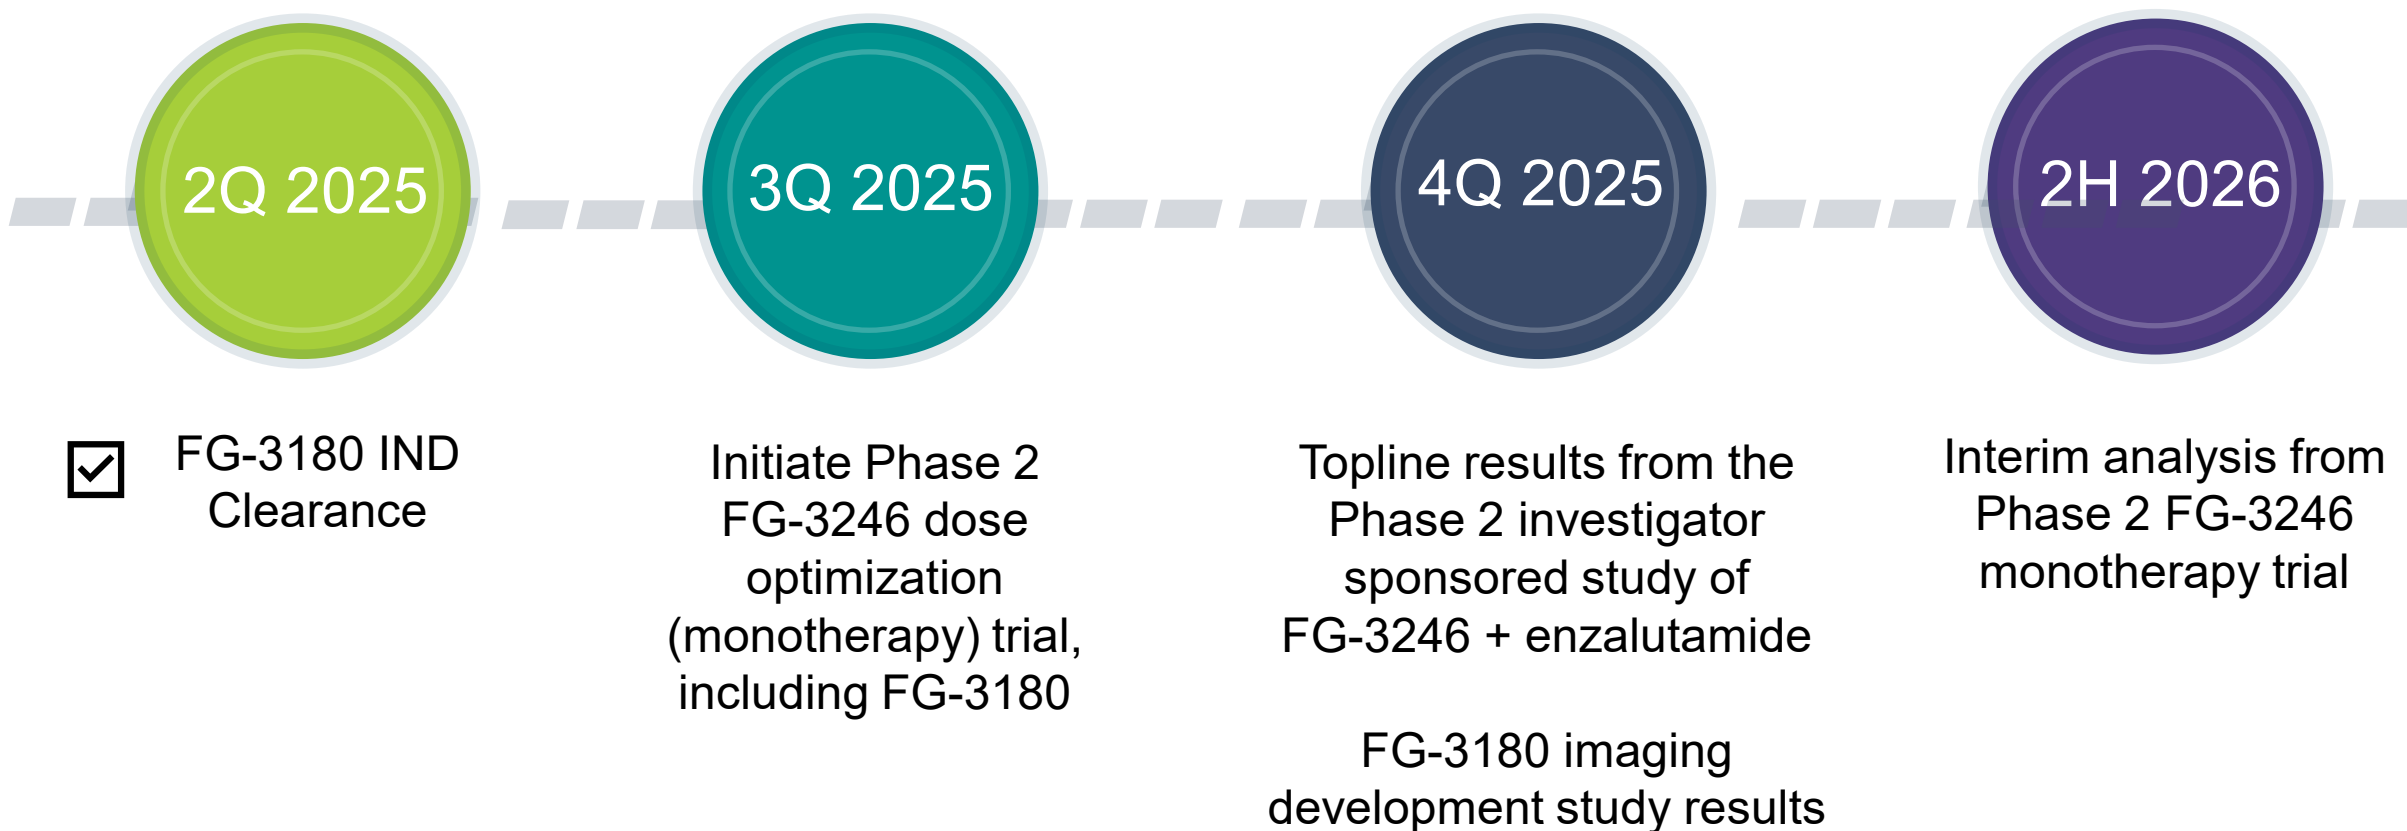 2Q 2025
3Q 2025
4Q 2025
2H 2026
FG-3180 IND
Clearance
Initiate Phase 2
FG-3246 dose
optimization
(monotherapy) trial,
including FG-3180
Topline results from the
Phase 2 investigator
sponsored study of
FG-3246 + enzalutamide
FG-3180 imaging
development study results
Interim analysis from
Phase 2 FG-3246
monotherapy trial